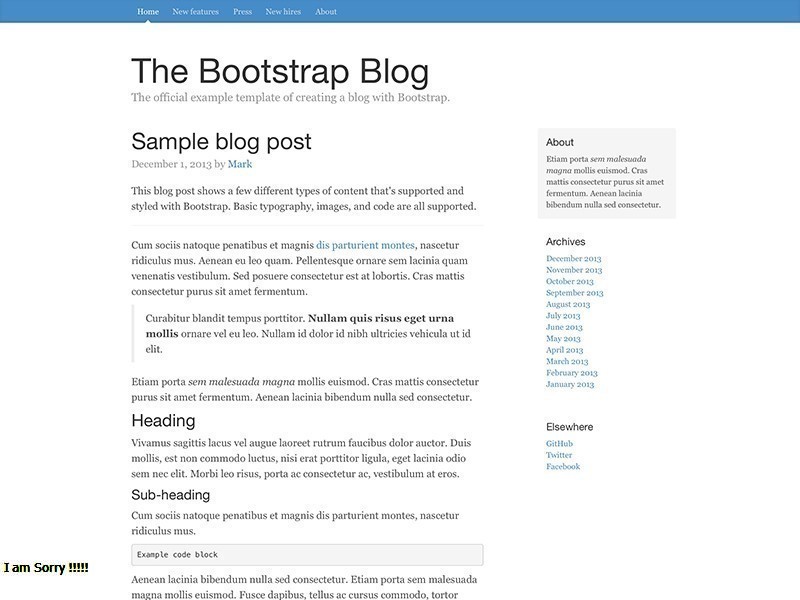 Home New features Press New hires About
The Bootstrap Blog
The official example template of creating a blog with Bootstrap.
Sample blog post
December 1, 2013 by Mark
This blog post shows a few different types of content that's supported and
styled with Bootstrap. Basic typography, images, and code are all supported.
Cum sociis natoque penatibus et magnis dis parturient montes, nascetur
ridiculus mus. Aenean eu leo quam. Pellentesque ornare sem lacinia quam
venenatis vestibulum. Sed posuere consectetur est at lobortis. Cras mattis
consectetur purus sit amet fermentum.
Curabitur blandit tempus porttitor. Nullam quis risus eget urna
mollis ornare vel eu leo. Nullam id dolor id nibh ultricies vehicula ut id
elit.
Etiam porta sem malesuada magna mollis euismod. Cras mattis consectetur
purus sit amet fermentum. Aenean lacinia bibendum nulla sed consectetur.
Heading
Vivamus sagittis lacus vel augue laoreet rutrum faucibus dolor auctor. Duis
mollis, est non commodo luctus, nisi erat porttitor ligula, eget lacinia odio
sem nec elit. Morbi leo risus, porta ac consectetur ac, vestibulum at eros.
Sub-heading
Cum sociis natoque penatibus et magnis dis parturient montes, nascetur
ridiculus mus.
Example code block
I am Sorry !!!!!
Aenean lacinia bibendum nulla sed consectetur. Etiam porta sem malesuada
magna mollis euismod. Fusce dapibus, tellus ac cursus commodo, tortor
About
Etiam porta sem malesuada
magna mollis euismod. Cras
mattis consectetur purus sit amet
fermentum. Aenean lacinia
bibendum nulla sed consectetur.
Archives
December 2013
November 2013
October 2013
September 2013
August 2013
July 2013
June 2013
May 2013
April 2013
March 2013
February 2013
January 2013
Elsewhere
GitHub
Twitter
Facebook